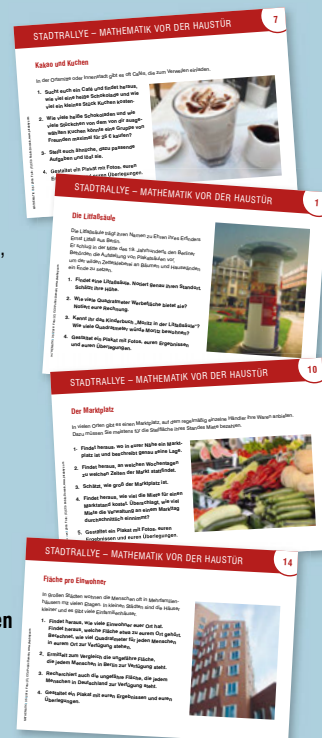 STADTRALLYE – MATHEMATIK VOR DER HAUSTÜR
7
Kakao und Kuchen
In der Ortsmitte oder Innenstadt gibt es oft Cafés, die zum Verweilen einladen.
1. Sucht euch ein Café und findet heraus,
wie viel eine heiße Schokolade und wie
viel ein kleines Stück Kuchen kosten.
2. Wie viele heiße Schokoladen und wie
viele Stückchen von dem von dir ausge-
wählten Kuchen könnte eine Gruppe von
Freunden maximal für 26 € kaufen?
3. Stellt euch ähnliche, dazu passende
Aufgaben und löst sie.
4. Gestaltet ein Plakat mit Fotos, euren
und euren Überlegungen.
STADTRALLYE – MATHEMATIK VOR DER HAUSTÜR
1
Die Litfaßsäule
Die Litfaßsäule trägt ihren Namen zu Ehren ihres Erfinders
Ernst Litfaß aus Berlin.
Er schlug in der Mitte des 19. Jahrhunderts den Berliner
Behörden die Aufstellung von Plakatsäulen vor,
um der wilden Zettelkleberei an Bäumen und Hauswänden
ein Ende zu setzen.
1. Findet eine Litfaßsäule. Notiert genau ihren Standort.
Schätzt ihre Höhe.
2. Wie viele Quadratmeter Werbefläche bietet sie?
Notiert eure Rechnung.
3. Kennt ihr das Kinderbuch „Moritz in der Litfaßsäule“?
Wie viele Quadratmeter würde Moritz bewohnen?
4. Gestaltet ein Plakat mit Fotos, euren Ergebnissen
und euren Überlegungen.
STADTRALLYE – MATHEMATIK VOR DER HAUSTÜR
10
Der Marktplatz
In vielen Orten gibt es einen Marktplatz, auf dem regelmäßig einzelne Händler ihre Waren anbieten.
Dazu müssen Sie meistens für die Stellfläche ihres Standes Miete bezahlen.
1. Findet heraus, wo in eurer Nähe ein Markt-
platz ist und beschreibt genau seine Lage.
2. Findet heraus, an welchen Wochentagen
zu welchen Zeiten der Markt stattfindet.
3. Schätzt, wie groß der Marktplatz ist.
4. Findet heraus, wie viel die Miete für einen
Marktstand kostet. Überschlagt, wie viel
Miete die Verwaltung an einem Markttag
durchschnittlich einnimmt?
5. Gestaltet ein Plakat mit Fotos, euren
Ergebnissen und euren Überlegungen.
STADTRALLYE – MATHEMATIK VOR DER HAUSTÜR
14
Fläche pro Einwohner
In großen Städten wohnen die Menschen oft in Mehrfamilien-
häusern mit vielen Etagen. In kleinen Städten sind die Häuser
kleiner und es gibt viele Einfamilienhäuser.
1. Findet heraus, wie viele Einwohner euer Ort hat.
Findet heraus, welche Fläche etwa zu eurem Ort gehört.
Berechnet, wie viel Quadratmeter für jeden Menschen
in eurem Ort zur Verfügung stehen.
2. Ermittelt zum Vergleich die ungefähre Fläche,
die jedem Menschen in Berlin zur Verfügung steht.
3. Recherchiert auch die ungefähre Fläche, die jedem
Menschen in Deutschland zur Verfügung steht.
4. Gestaltet ein Plakat mit euren Ergebnissen und euren
Überlegungen.
en